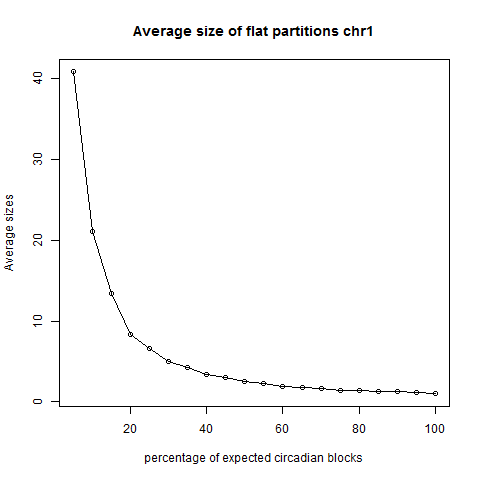 Average size of flat partitions chr1
Average sizes
40
30
20
10
0
20 40 60 80 100
percentage of expected circadian blocks